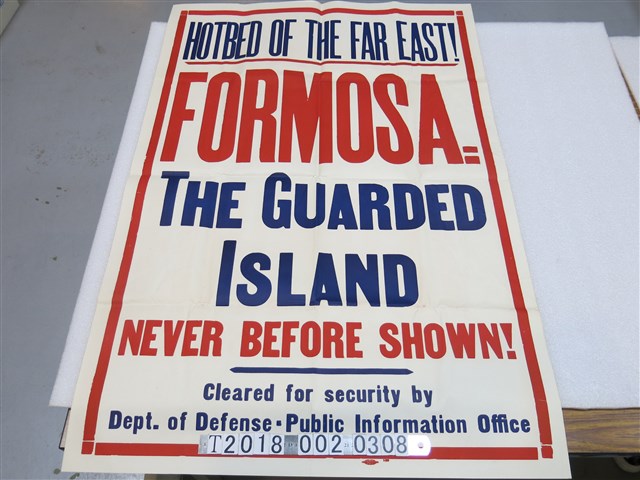 HOTBED OF THE FAR EAST!
FORMOSA=
THE GUARDED
ISLAND
NEVER BEFORE SHOWN!
Cleared for security by
Dept. of Defense-Public Information Office
T2018 002 0308